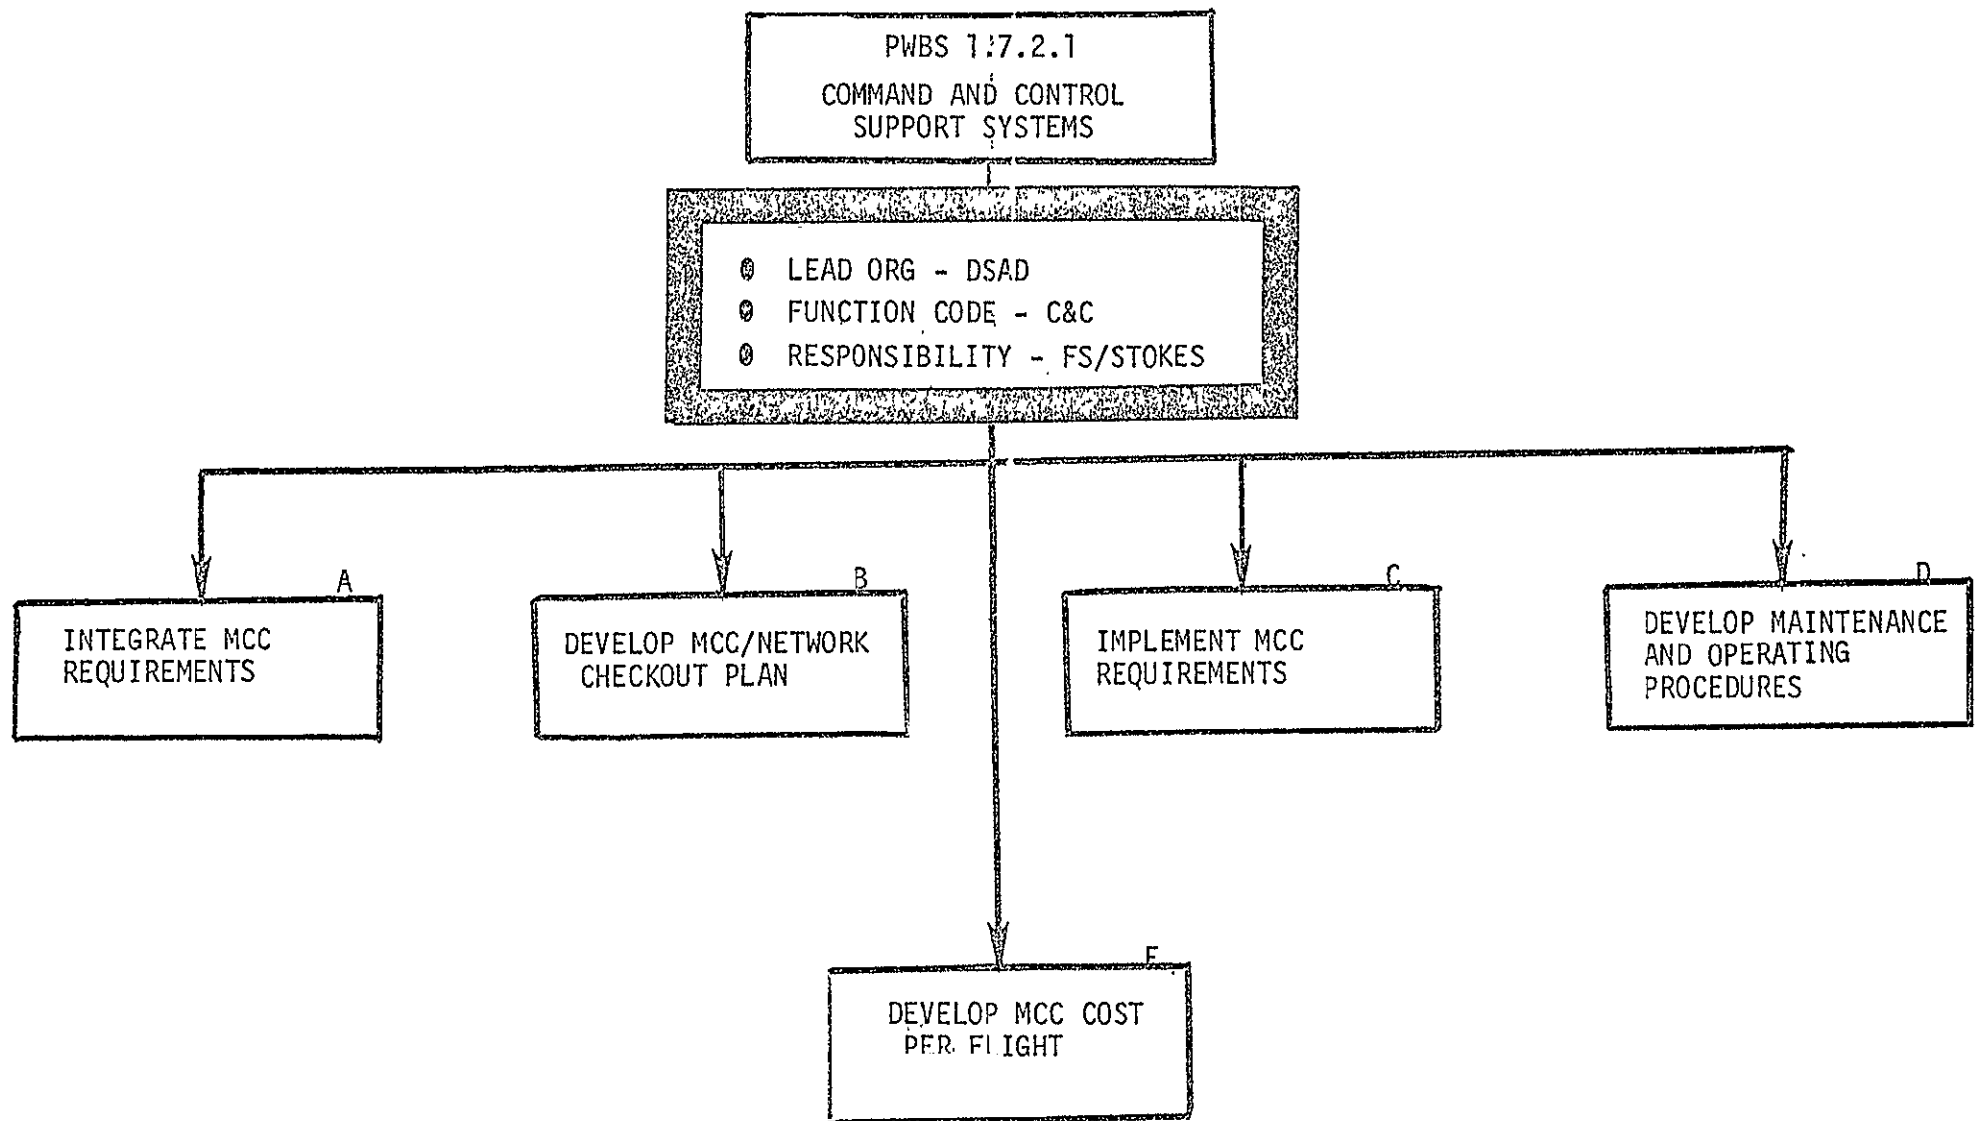 PWBS 1.7.2.1
COMMAND AND CONTROL
SUPPORT SYSTEMS
LEAD ORG - DSAD
FUNCTION CODE - C&C
RESPONSIBILITY - FS/STOKES
A
INTEGRATE MCC
REQUIREMENTS
B
DEVELOP MCC/NETWORK
CHECKOUT PLAN
C
IMPLEMENT MCC
REQUIREMENTS
D
DEVELOP MAINTENANCE
AND OPERATING
PROCEDURES
E
DEVELOP MCC COST
PER FLIGHT